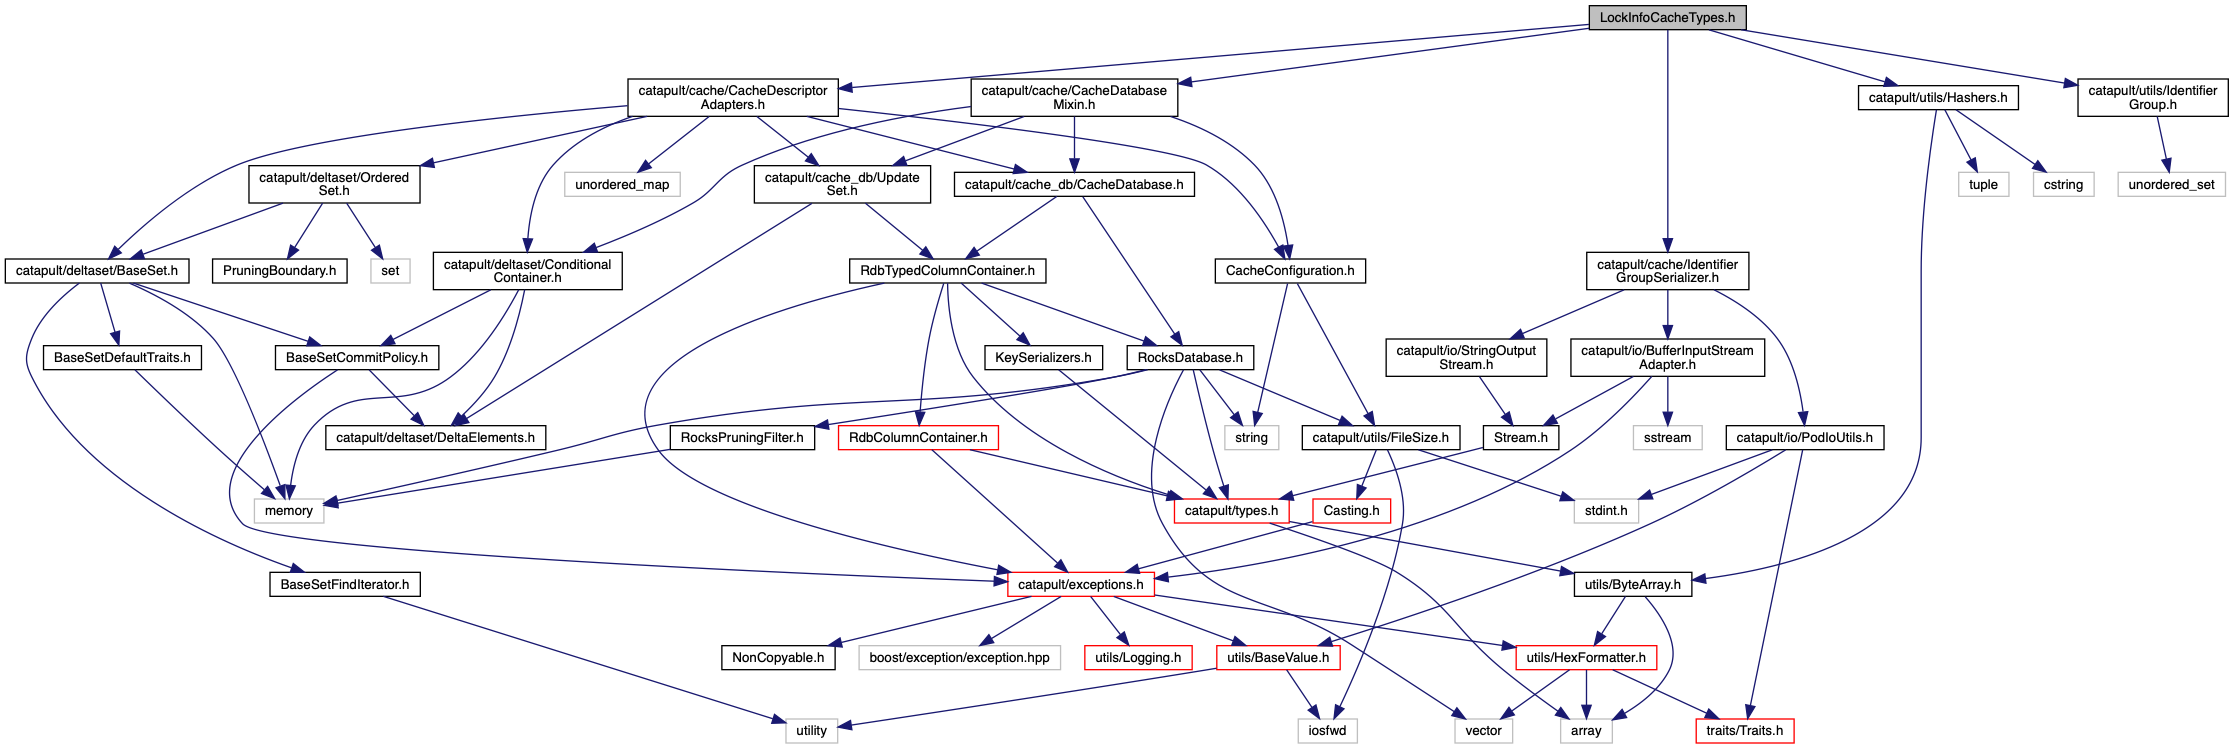 LockInfoCacheTypes.h
catapult/cache/CacheDescriptor
Adapters.h
catapult/cache/CacheDatabase
Mixin.h
catapult/utils/Hashers.h
catapult/utils/Identifier
Group.h
catapult/deltaset/Ordered
Set.h
unordered_map
catapult/cache_db/Update
Set.h
catapult/cache_db/CacheDatabase.h
tuple
cstring
unordered_set
catapult/deltaset/BaseSet.h
PruningBoundary.h
set
catapult/deltaset/Conditional
Container.h
RdbTypedColumnContainer.h
CacheConfiguration.h
catapult/cache/Identifier
GroupSerializer.h
BaseSetDefaultTraits.h
BaseSetCommitPolicy.h
KeySerializers.h
RocksDatabase.h
catapult/io/StringOutput
Stream.h
catapult/io/BufferInputStream
Adapter.h
catapult/deltaset/DeltaElements.h
RocksPruningFilter.h
RdbColumnContainer.h
string
catapult/utils/FileSize.h
Stream.h
sstream
catapult/io/PodIoUtils.h
memory
catapult/types.h
Casting.h
stdint.h
BaseSetFindIterator.h
catapult/exceptions.h
utils/ByteArray.h
NonCopyable.h
boost/exception/exception.hpp
utils/Logging.h
utils/BaseValue.h
utils/HexFormatter.h
utility
iosfwd
vector
array
traits/Traits.h